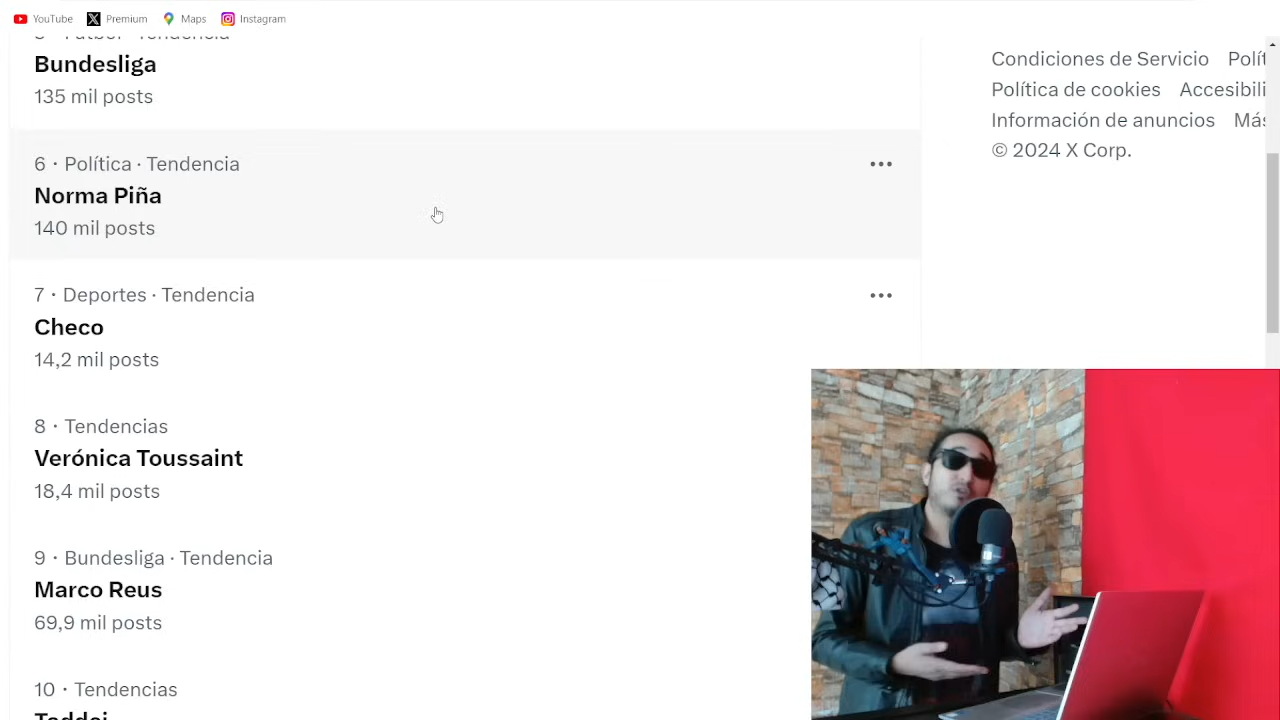 YouTube Premium Maps Instagram
Bundesliga
135 mil posts
6 · Política · Tendencia
Norma Piña
140 mil posts
7 · Deportes · Tendencia
Checo
14,2 mil posts
8 · Tendencias
Verónica Toussaint
18,4 mil posts
9 · Bundesliga · Tendencia
Marco Reus
69,9 mil posts
10 · Tendencias
Condiciones de Servicio
Política de cookies
Información de anuncios
© 2024 X Corp.